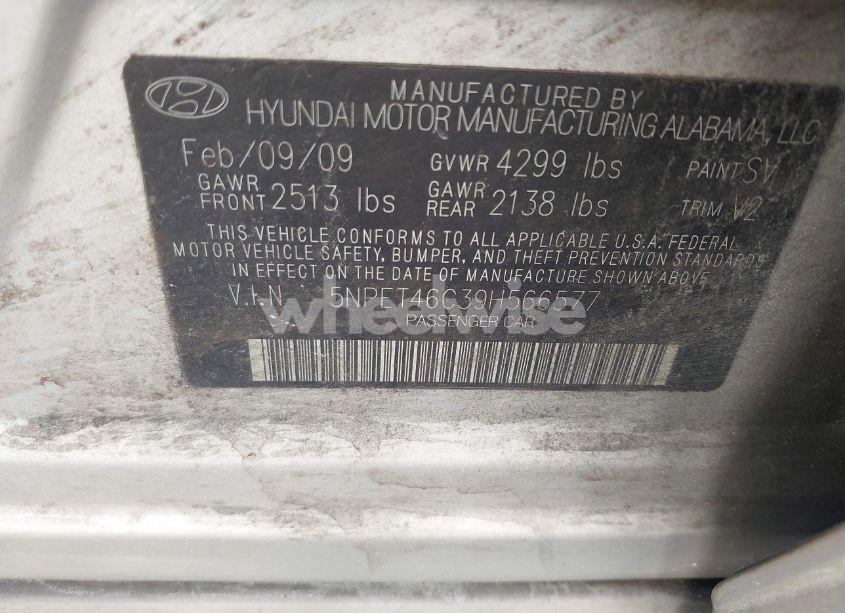 MANUFACTURED BY
HYUNDAI MOTOR MANUFACTURING ALABAMA, LLC
Feb/09/09 GVWR 4299 lbs PAINT SV
GAWR FRONT 2513 lbs GAWR REAR 2138 lbs TRIM V2
THIS VEHICLE CONFORMS TO ALL APPLICABLE U.S.A. FEDERAL
MOTOR VEHICLE SAFETY, BUMPER, AND THEFT PREVENTION STANDARDS
IN EFFECT ON THE DATE OF MANUFACTURE SHOWN ABOVE
V.I.N 5NPET46C39H566577
wheelwise
PASSENGER CAR